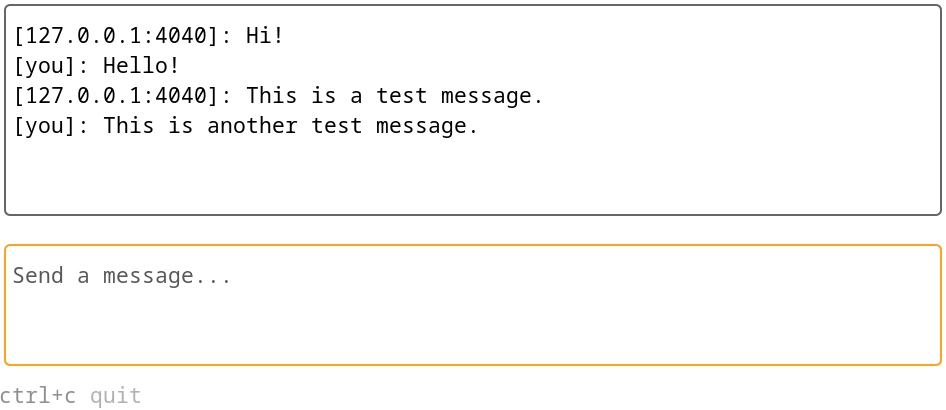 [127.0.0.1:4040]: Hi!
[you]: Hello!
[127.0.0.1:4040]: This is a test message.
[you]: This is another test message.
Send a message...
ctrl+c quit